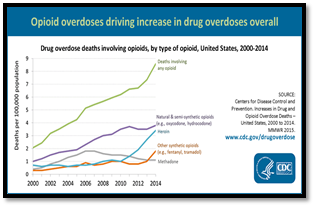 Opioid overdoses driving increase in drug overdoses overall
Drug overdose deaths involving opioids, by type of opioid, United States, 2000-2014
Deaths per 100,000 population
9
8
7
6
5
4
3
2
1
0
2000
2002
2004
2006
2008
2010
2012
2014
Deaths involving
any opioid
Natural & semi-synthetic opioids
(e.g., oxycodone, hydrocodone)
Heroin
Other synthetic opioids
(e.g., fentanyl, tramadol)
Methadone
SOURCE:
Centers for Disease Control and
Prevention. Increases in Drug and
Opioid Overdose Deaths –
United States, 2000 to 2014.
MMWR 2015.
www.cdc.gov/drugoverdose
CDC